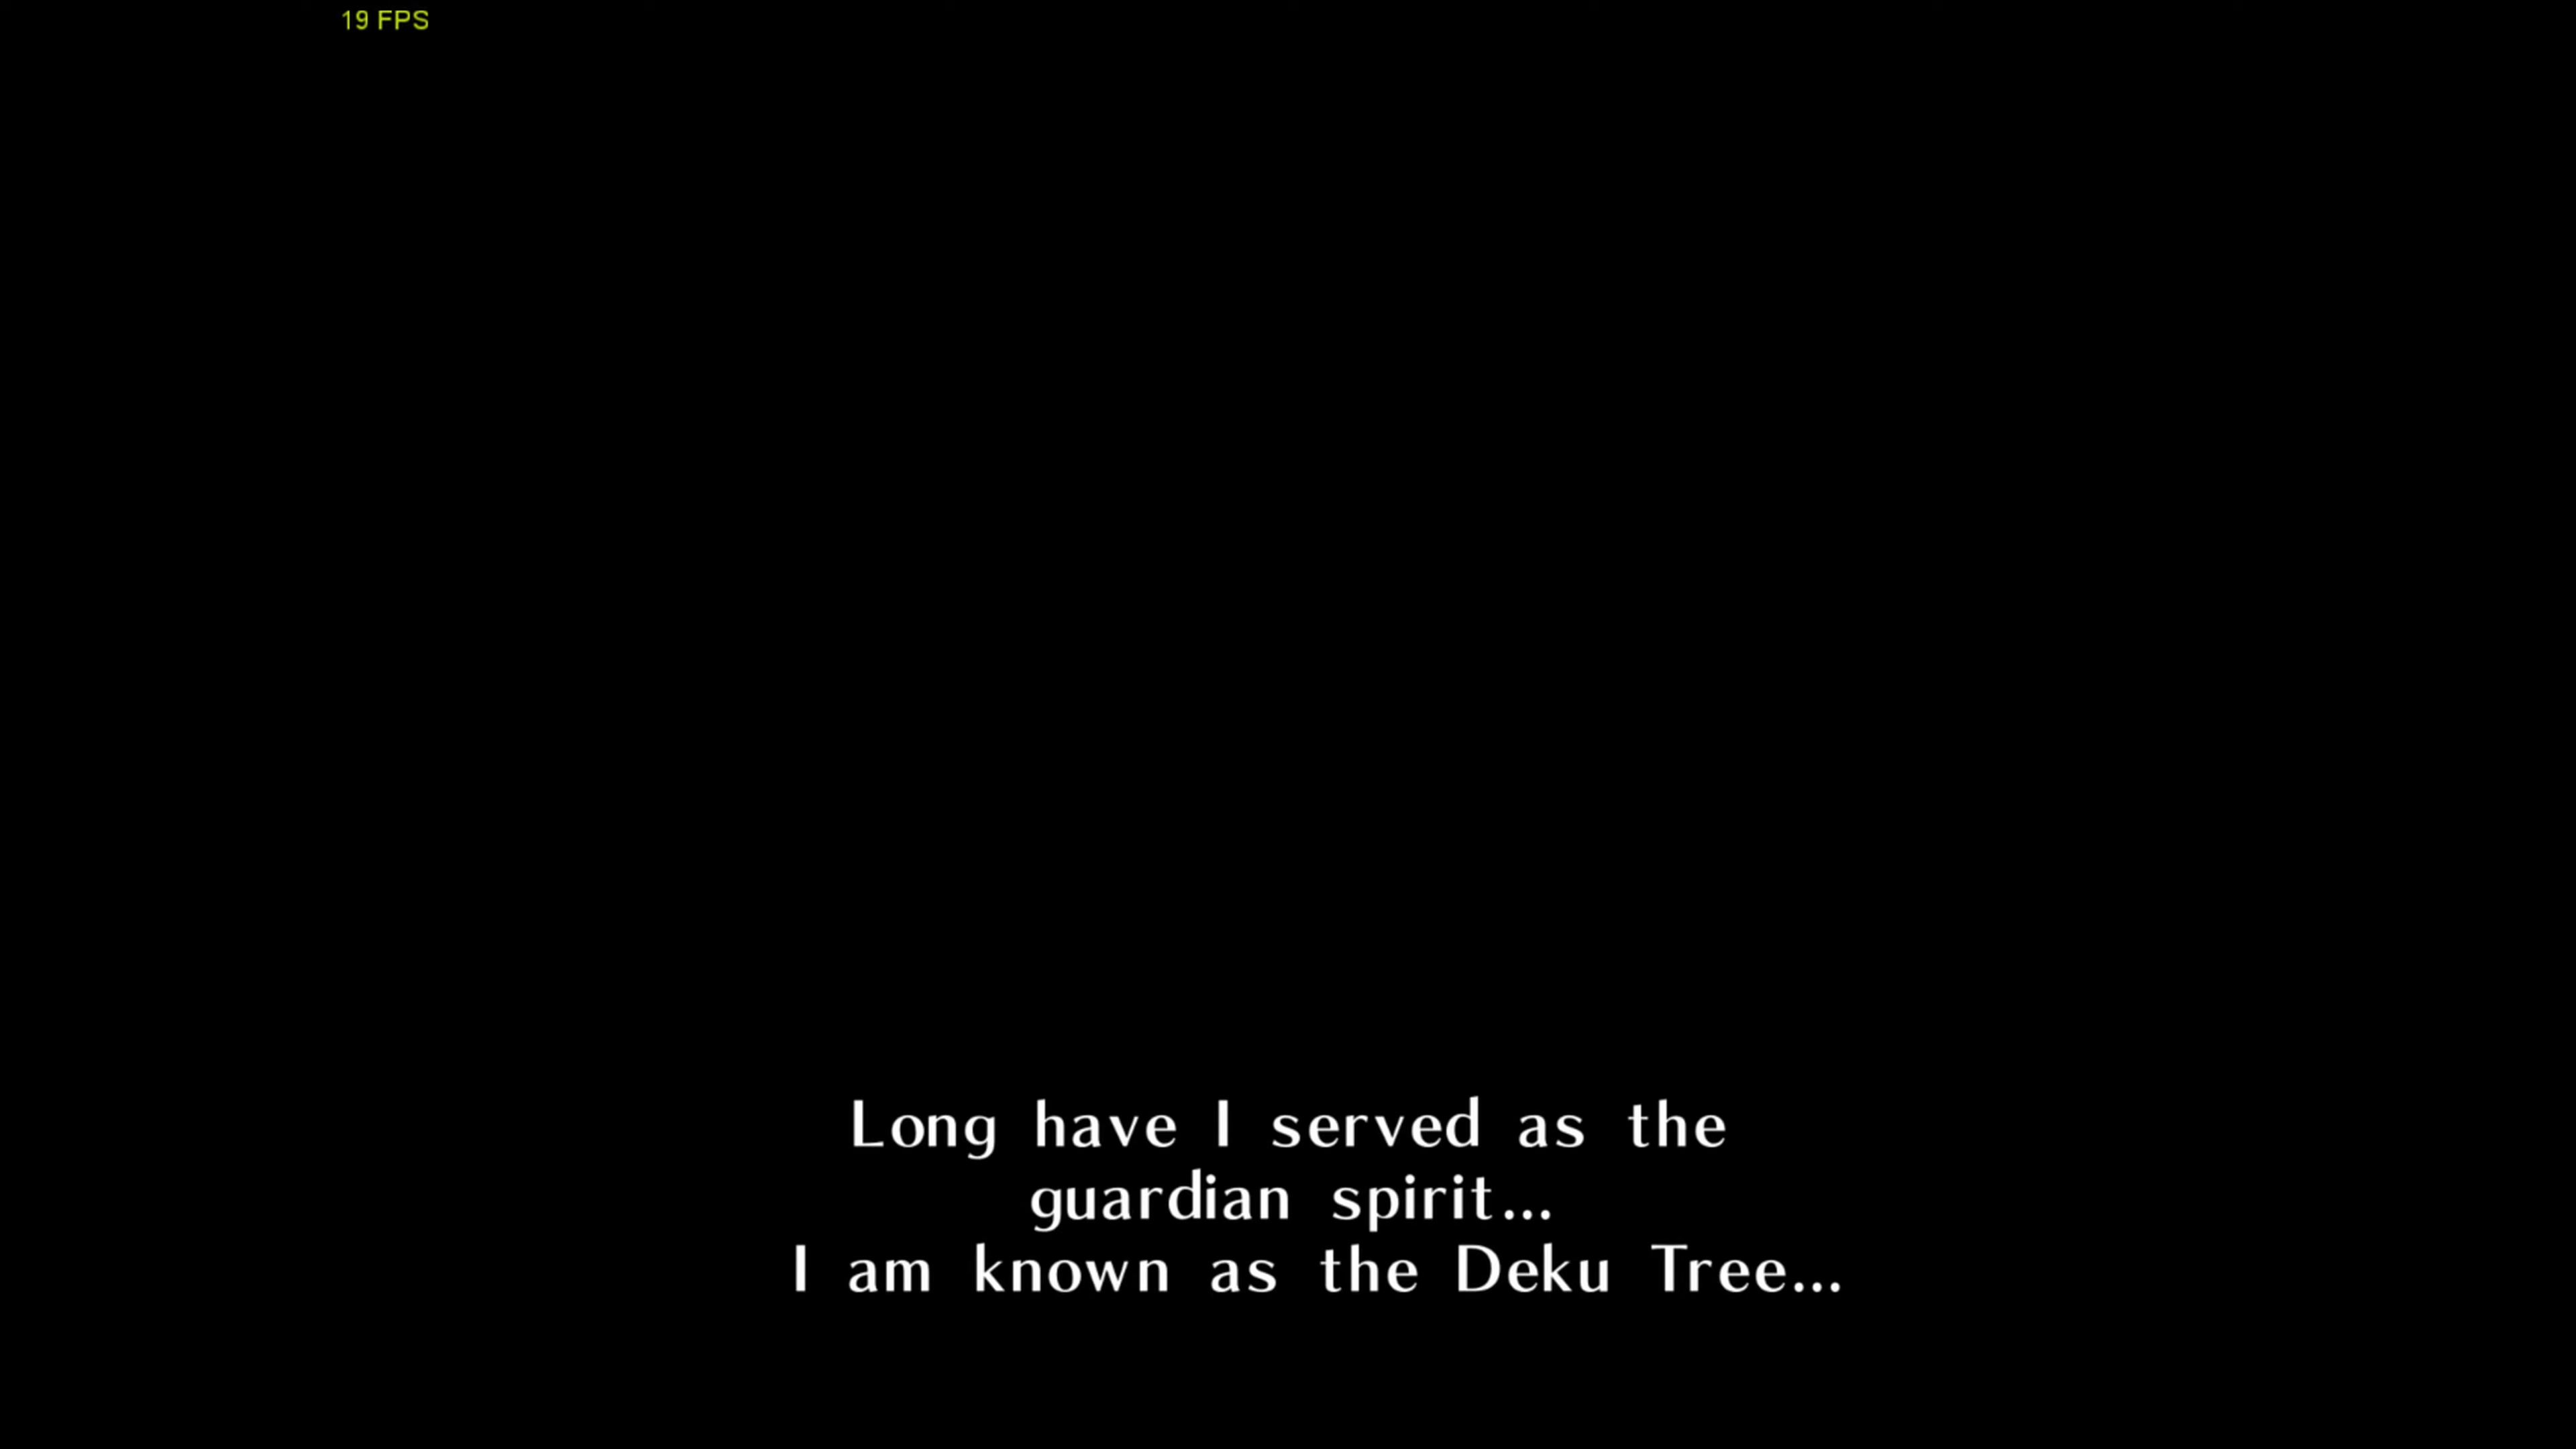 19 FPS
Long have I served as the
guardian spirit...
I am known as the Deku Tree...